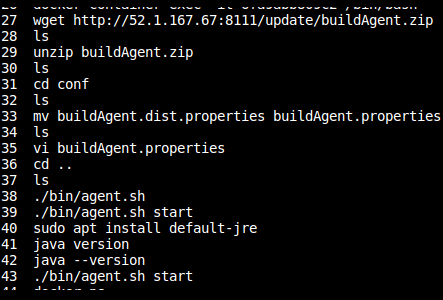 27 wget http://52.1.167.67:8111/update/buildAgent.zip
28 ls
29 unzip buildAgent.zip
30 ls
31 cd conf
32 ls
33 mv buildAgent.dist.properties buildAgent.properties
34 ls
35 vi buildAgent.properties
36 cd ..
37 ls
38 ./bin/agent.sh
39 ./bin/agent.sh start
40 sudo apt install default-jre
41 java version
42 java --version
43 ./bin/agent.sh start